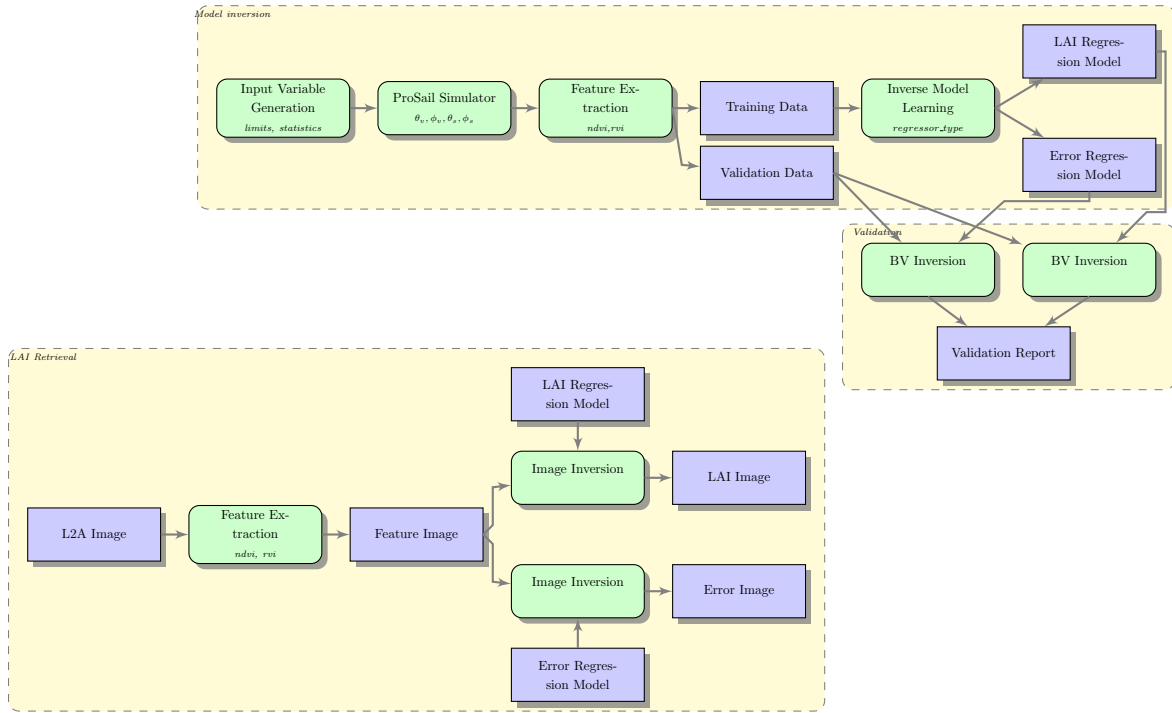 Model inversion
LAI Regres-
sion Model
Input Variable
Generation
limits, statistics
ProSail Simulator
θv, ϕv, θs, ϕs
Feature Ex-
traction
ndvi,rvi
Training Data
Inverse Model
Learning
regressor_type
Validation Data
Error Regres-
sion Model
Validation
BV Inversion
BV Inversion
Validation Report
LAI Retrieval
LAI Regres-
sion Model
Image Inversion
LAI Image
L2A Image
Feature Ex-
traction
ndvi, rvi
Feature Image
Image Inversion
Error Image
Error Regres-
sion Model